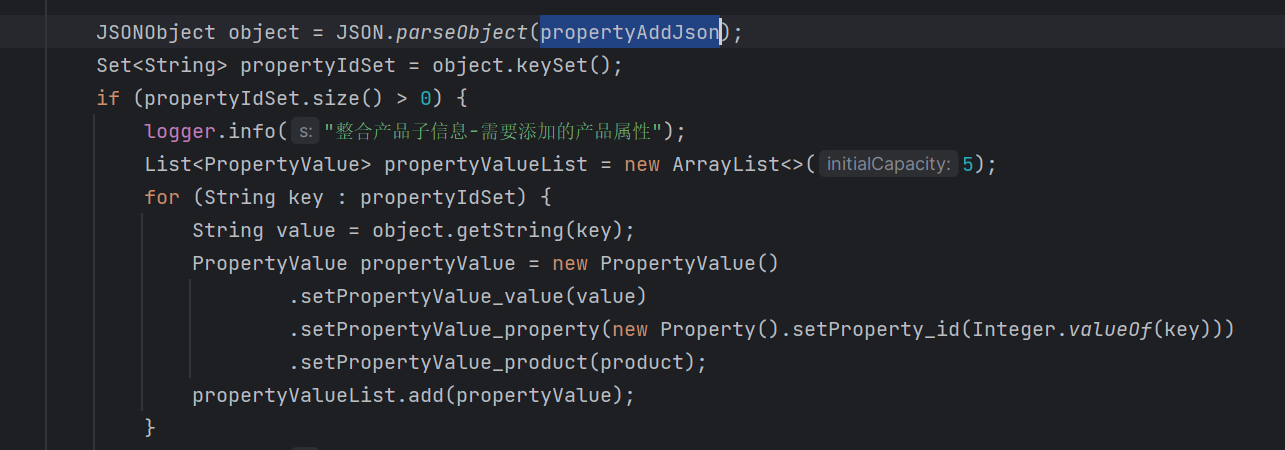 JSONObject object = JSON.parseObject(propertyAddJson);
Set<String> propertyIdSet = object.keySet();
if (propertyIdSet.size() > 0) {
logger.info( s: "整合产品子信息-需要添加的产品属性");
List<PropertyValue> propertyValueList = new ArrayList<>( initialCapacity: 5);
for (String key : propertyIdSet) {
String value = object.getString(key);
PropertyValue propertyValue = new PropertyValue()
.setPropertyValue_value(value)
.setPropertyValue_property(new Property().setProperty_id(Integer.valueOf(key)))
.setPropertyValue_product(product);
propertyValueList.add(propertyValue);
}